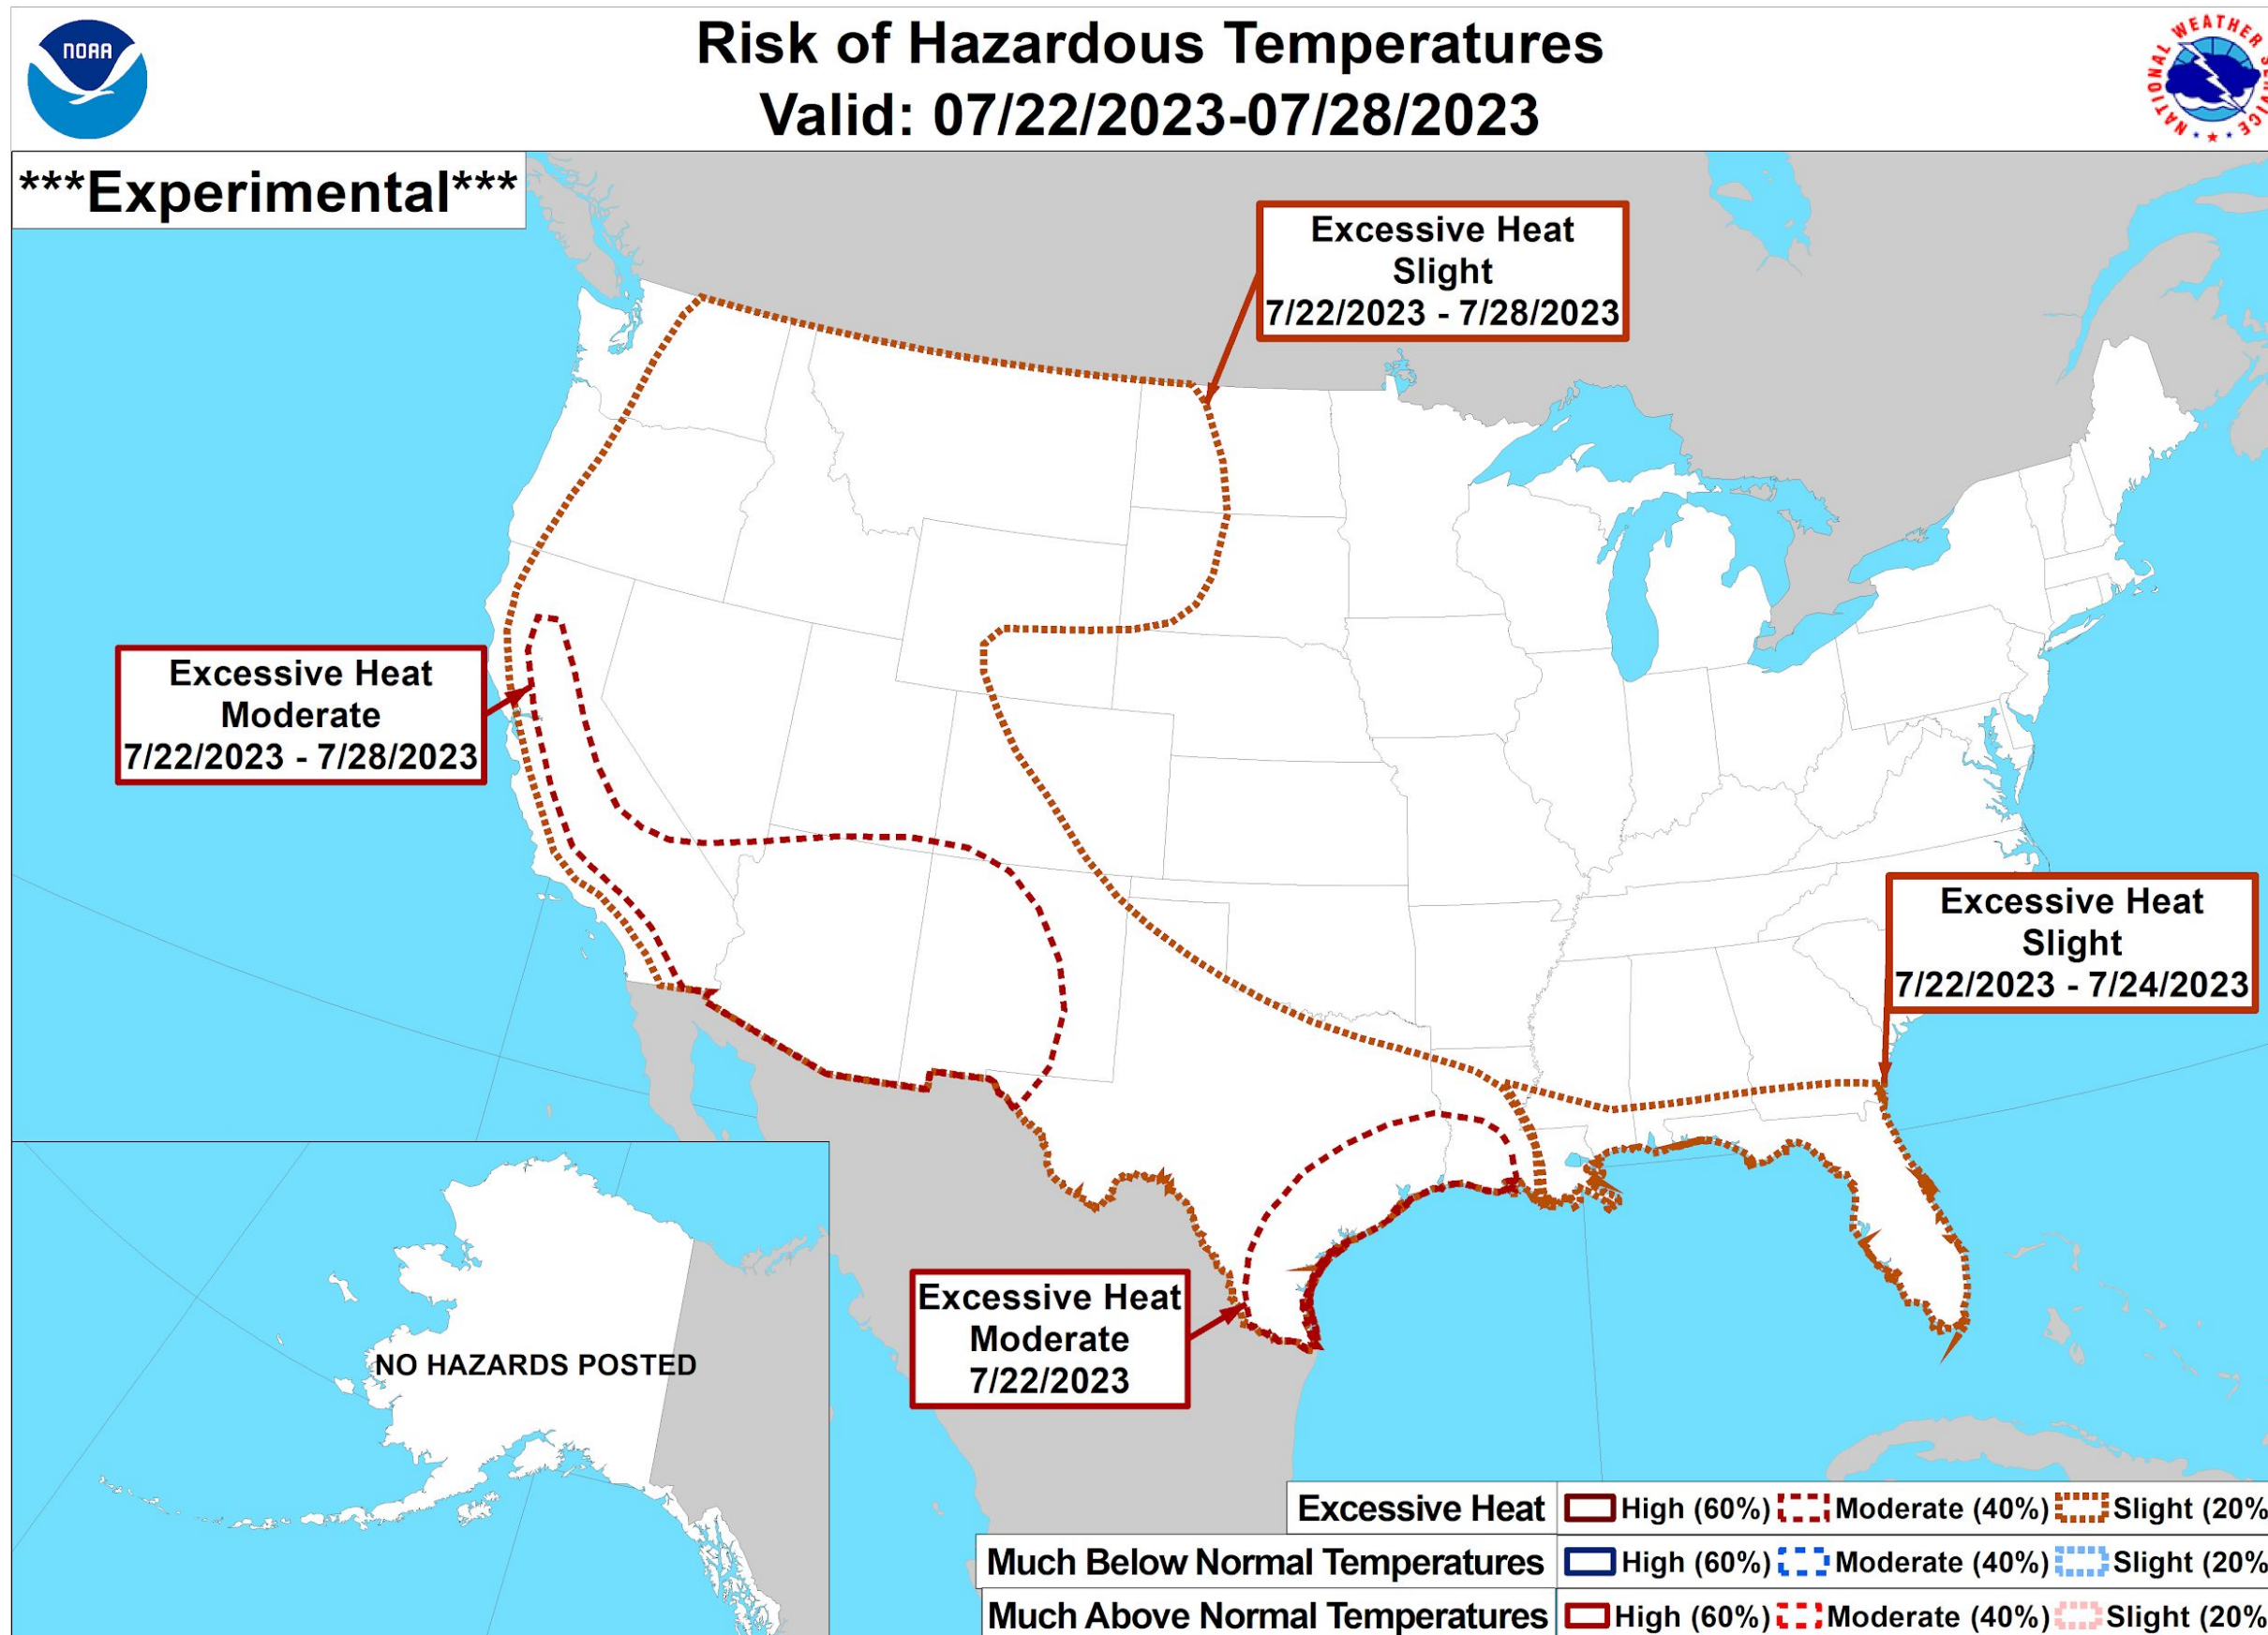 NOAA
Risk of Hazardous Temperatures
Valid: 07/22/2023-07/28/2023
NATIONAL WEATHER SERVICE
***Experimental***
Excessive Heat
Slight
7/22/2023 - 7/28/2023
Excessive Heat
Moderate
7/22/2023 - 7/28/2023
Excessive Heat
Slight
7/22/2023 - 7/24/2023
Excessive Heat
Moderate
7/22/2023
NO HAZARDS POSTED
Excessive Heat High (60%) Moderate (40%) Slight (20%
Much Below Normal Temperatures High (60%) Moderate (40%) Slight (20%
Much Above Normal Temperatures High (60%) Moderate (40%) Slight (20%